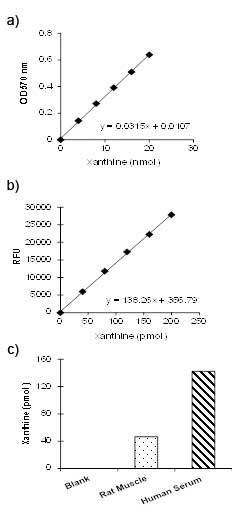 a)
0.8
0.6
0.4
0.2
0
OD570 nm
y = 0.0315x + 0.0107
0 10 20 30
Xanthine (nmol)
b)
30000
25000
20000
15000
10000
5000
0
RFU
y = 138.25x + 356.79
0 50 100 150 200 250
Xanthine (pmol)
c)
160
120
80
40
0
Xanthine (pmol)
Blank
Rat Muscle
Human Serum